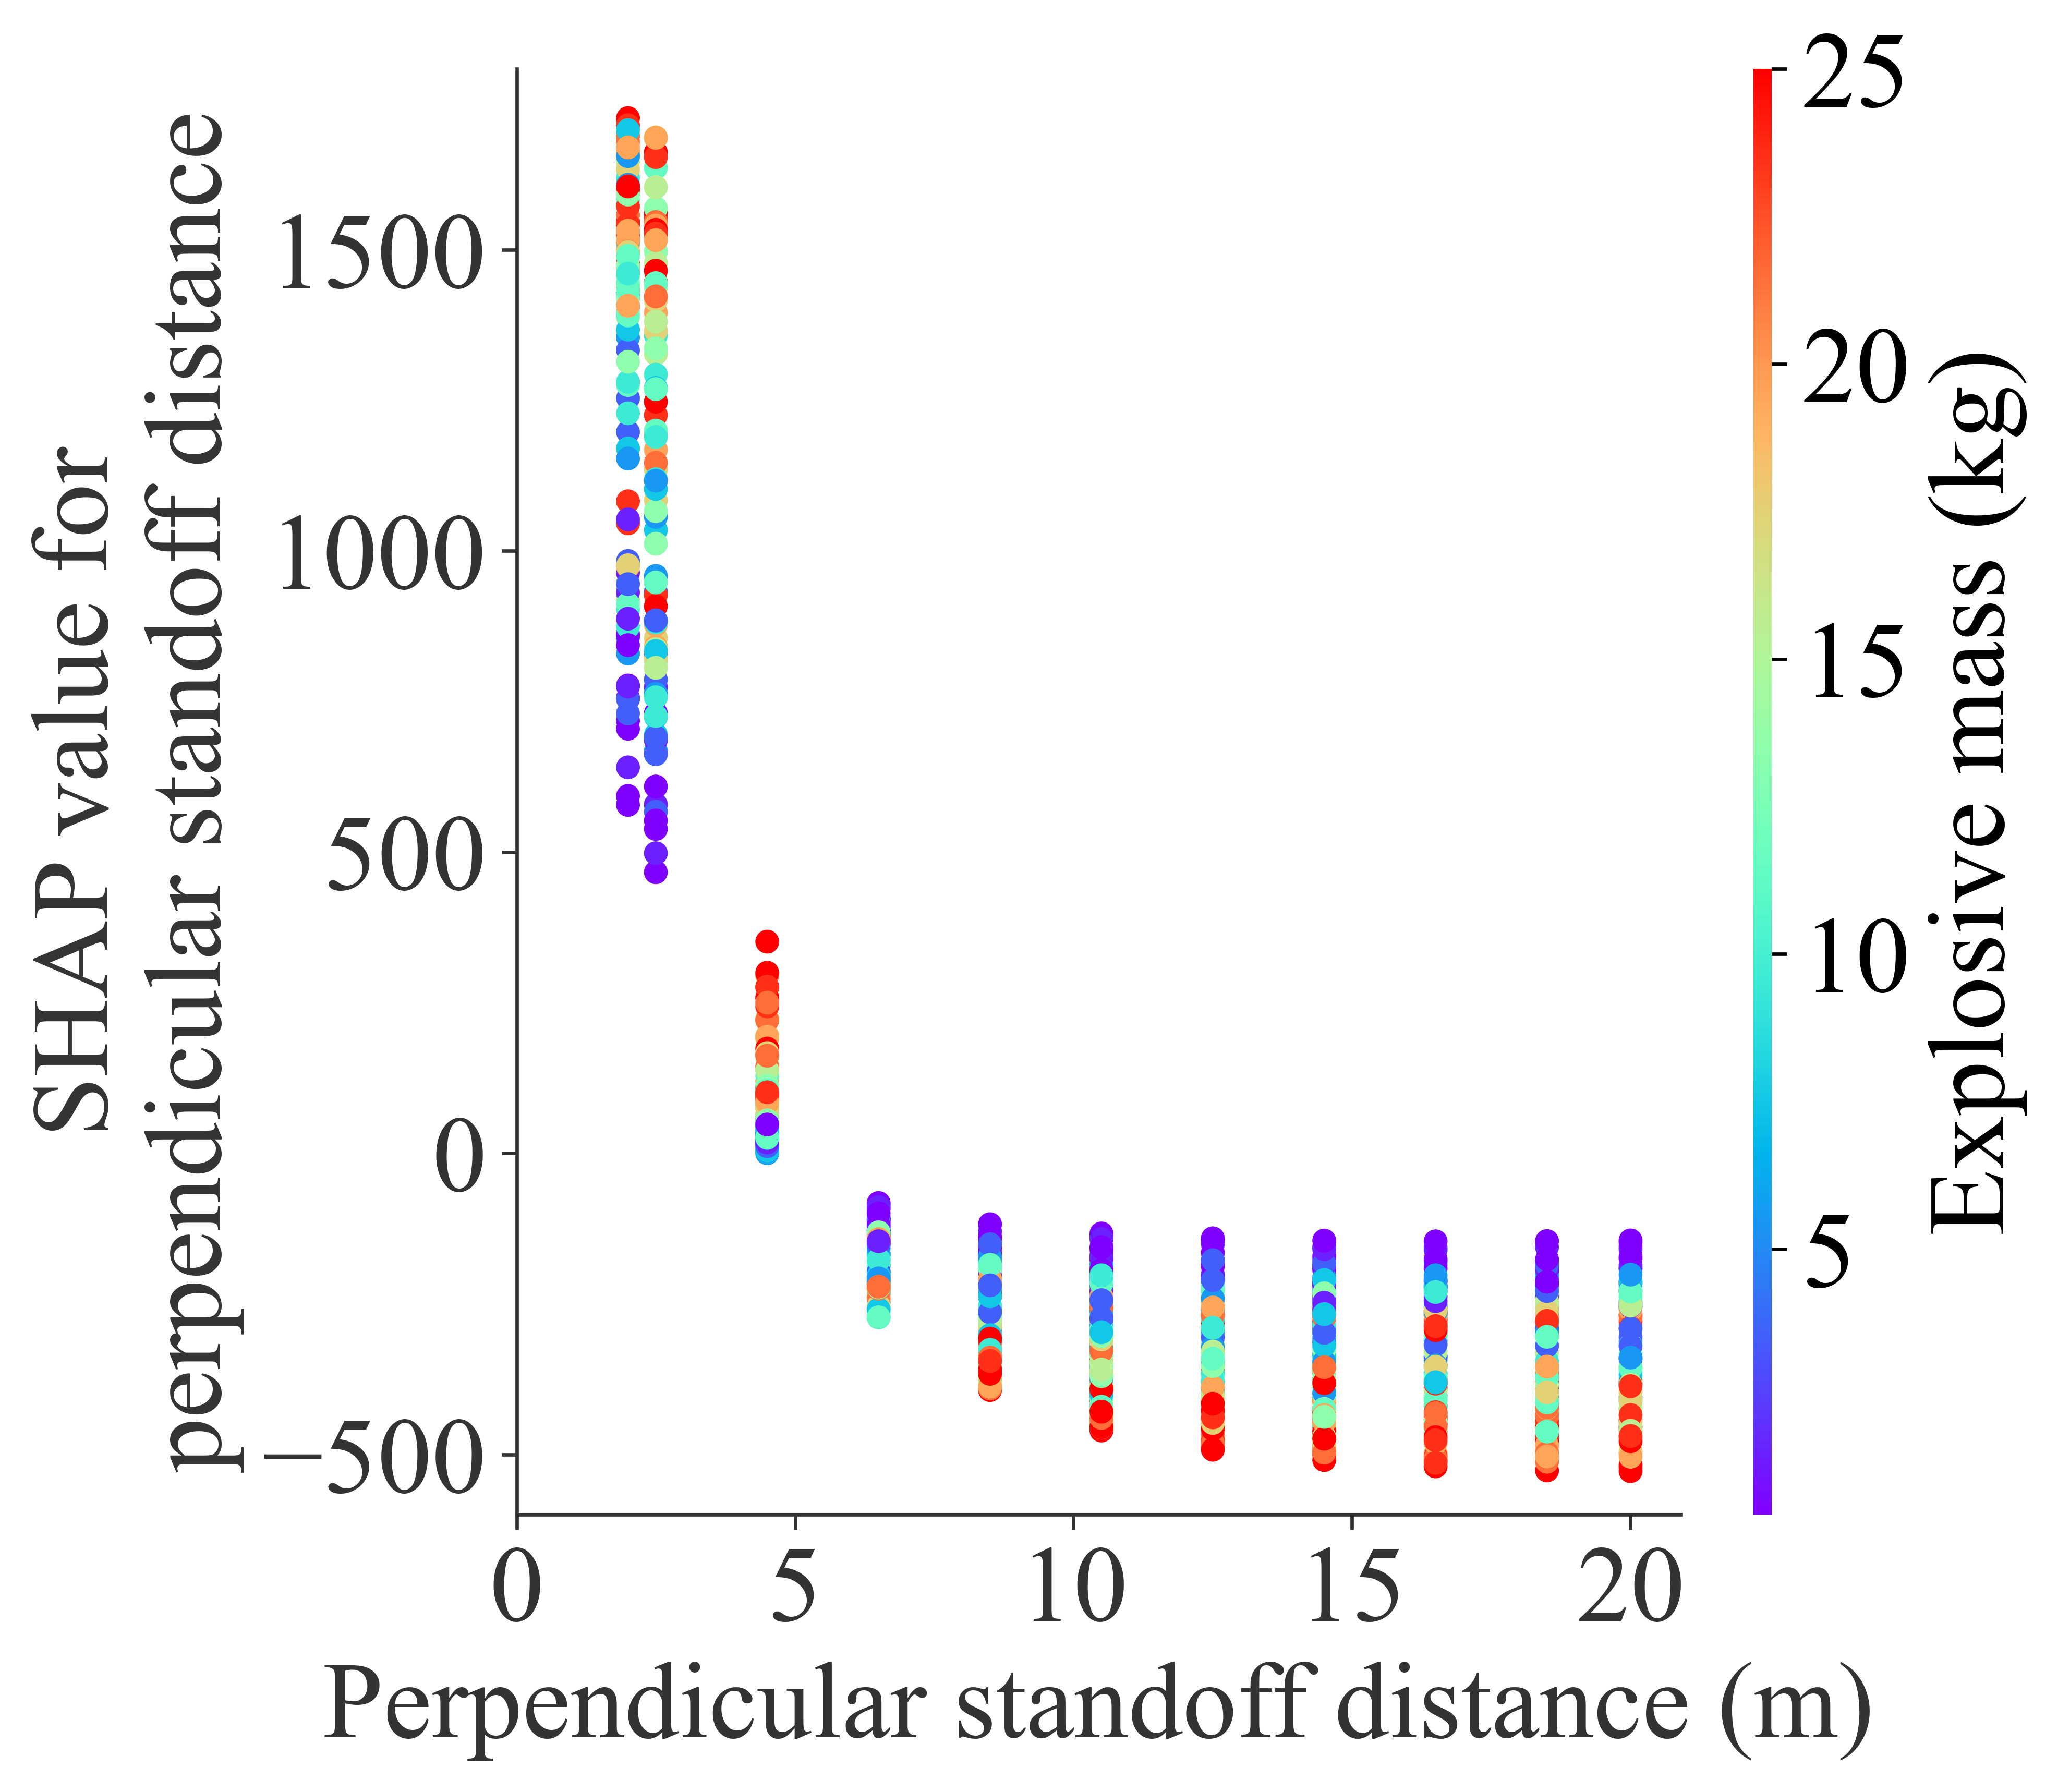 SHAP value for
perpendicular standoff distance
1500
1000
500
0
−500
0 5 10 15 20
Perpendicular standoff distance (m)
25
20
15
10
5
Explosive mass (kg)